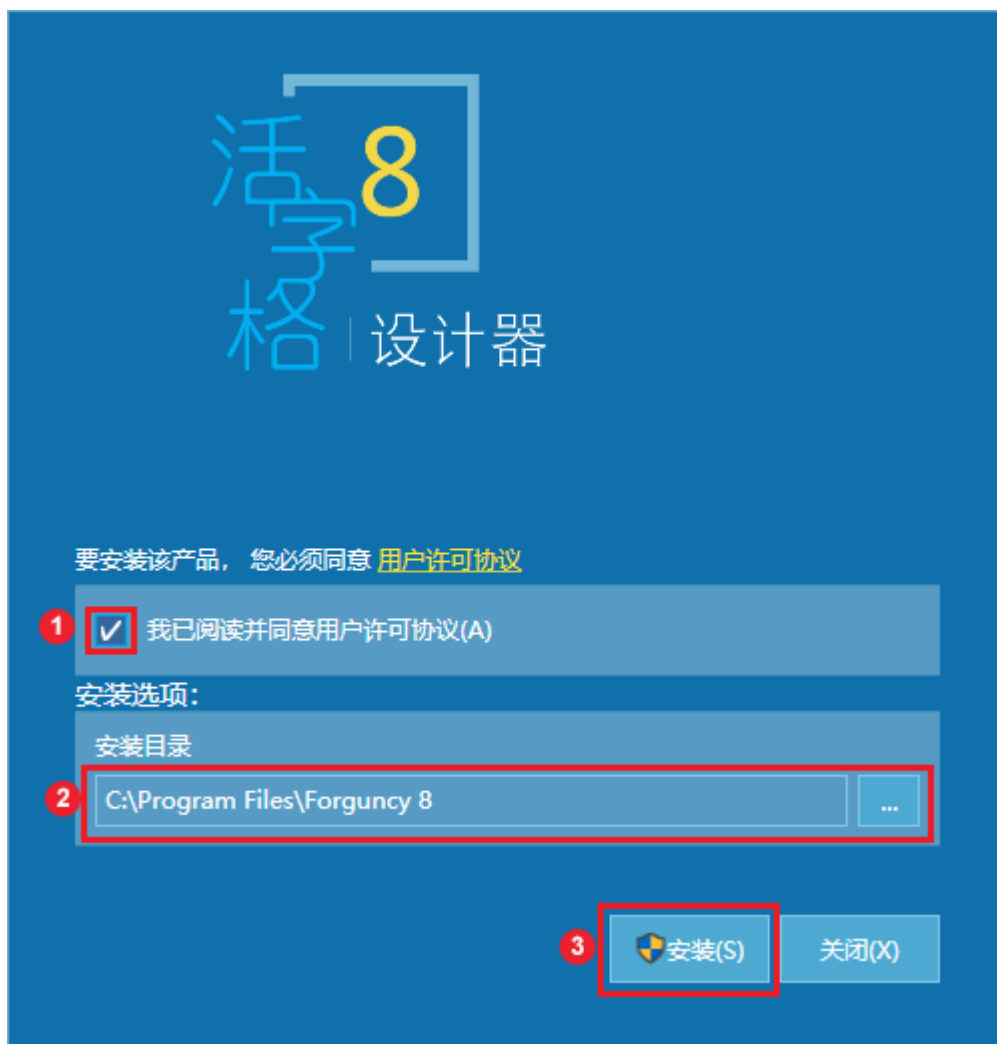 活字格
8
设计器
要安装该产品， 您必须同意 用户许可协议
1
我已阅读并同意用户许可协议(A)
安装选项：
安装目录
2
C:\Program Files\Forguncy 8
...
3
安装(S)
关闭(X)